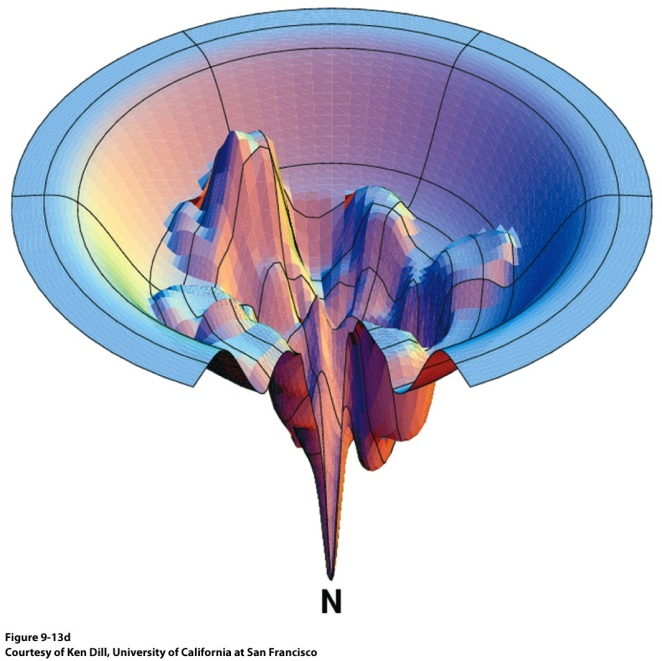 N
Figure 9-13d
Courtesy of Ken Dill, University of California at San Francisco